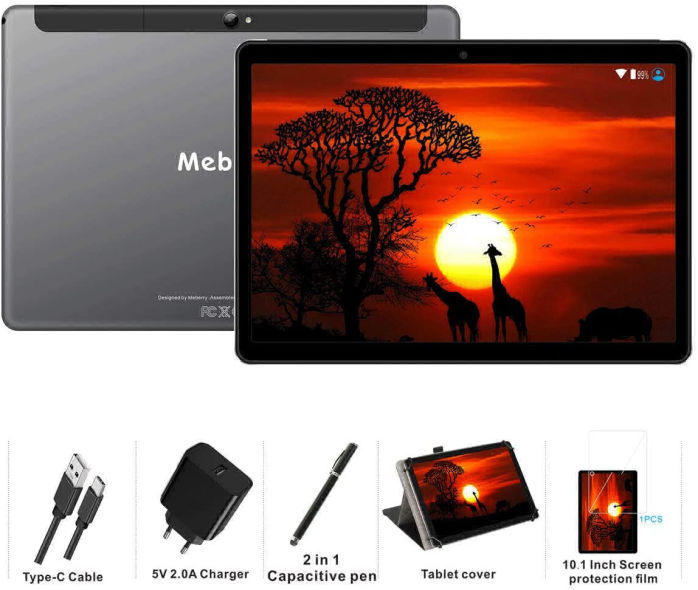 99%
Meb
Designed by Meberry .Assemble
FC
Type-C Cable
5V 2.0A Charger
2 in 1
Capacitive pen
Tablet cover
1PCS
10.1 Inch Screen
protection film